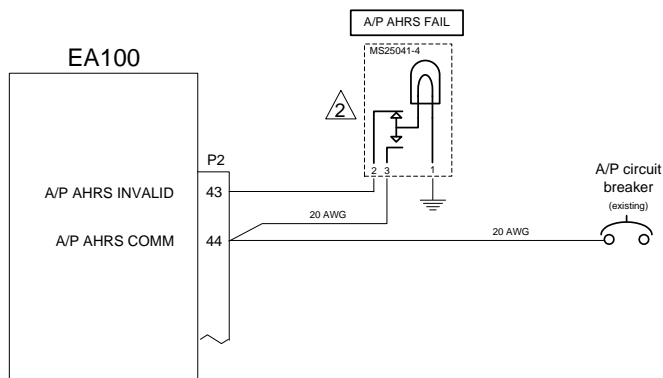 A/P AHRS FAIL
EA100
MS25041-4
2
P2
2 3 1
A/P circuit
breaker
(existing)
A/P AHRS INVALID 43
20 AWG
A/P AHRS COMM 44
20 AWG